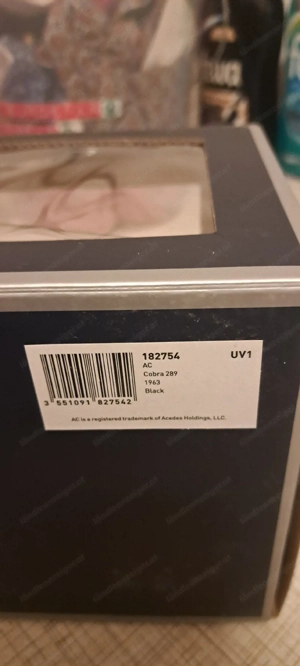 182754
UV1
AC
Cobra 289
1963
Black
3 551091 827542
AC is a registered trademark of Acedes Holdings, LLC.